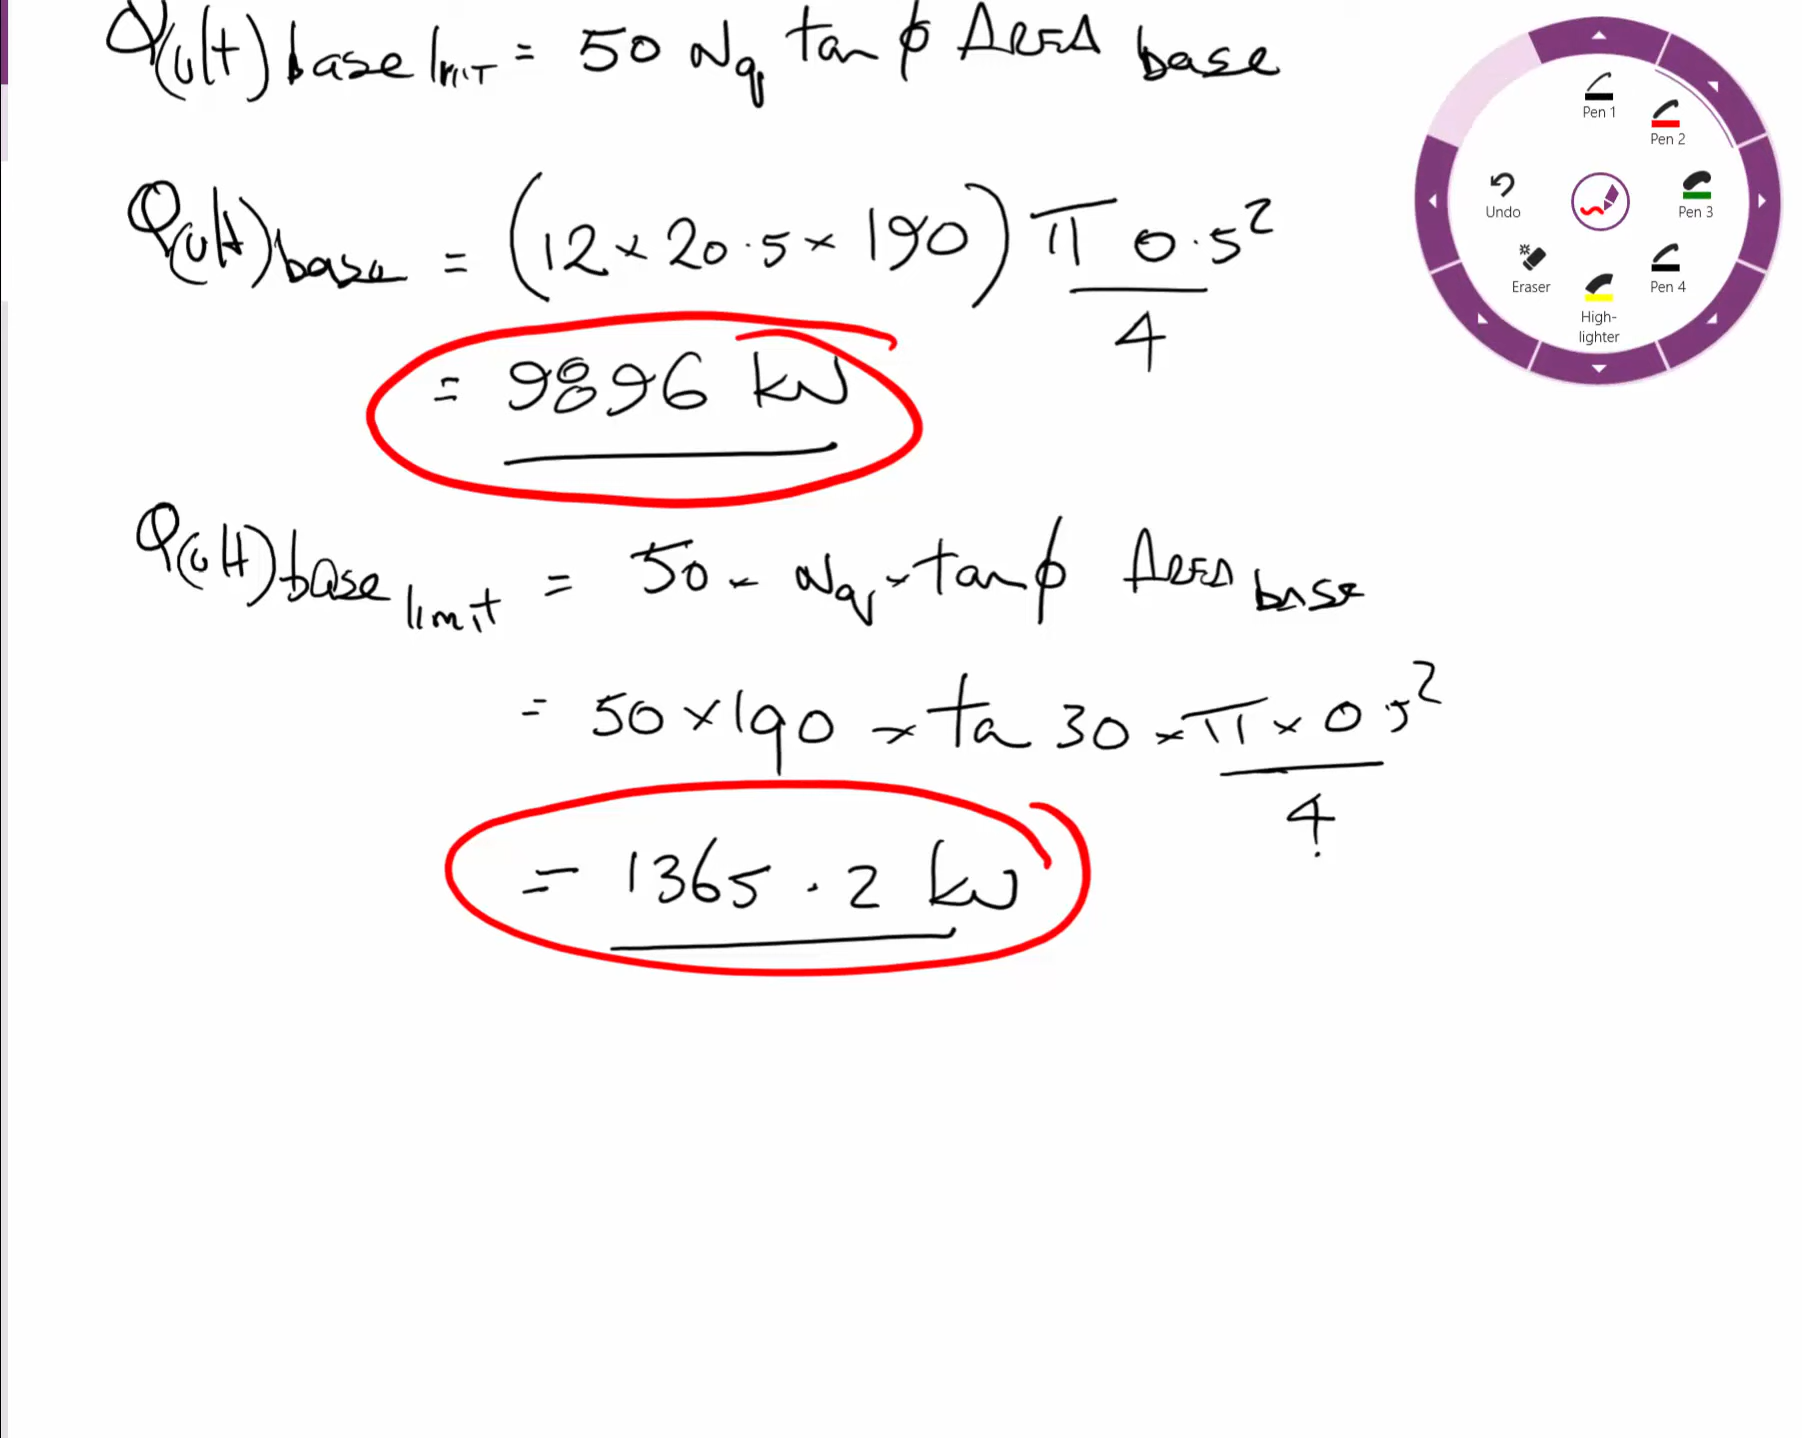 Q(ult) base limit = 50 Nq tan ϕ AREA base
Q(ult) base = (12 × 20.5 × 190) π 0.5² / 4
= 9896 kN
Q(ult) base limit = 50 × Nq × tan ϕ AREA base
= 50 × 190 × ta 30 × π × 0.5² / 4
= 1365.2 kN
Pen 1
Pen 2
Undo
Pen 3
Eraser
Pen 4
High-
lighter